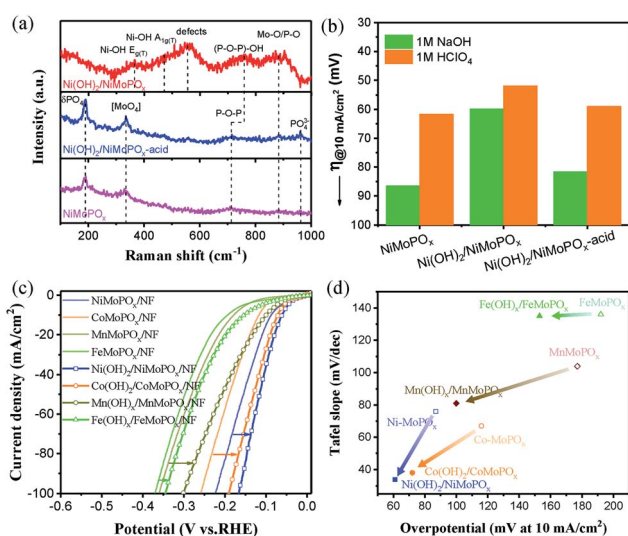 (a)
Ni-OH A1g(T)
defects
Mo-O/P-O
Ni-OH Eg(T)
(P-O-P)-OH
Ni(OH)2/NiMoPOx
δPO4
[MoO4]
P-O-P
PO4 3-
Ni(OH)2/NiMoPOx-acid
NiMoPOx
Intensity (a.u.)
200 400 600 800 1000
Raman shift (cm-1)
(b)
1M NaOH
1M HClO4
η@10 mA/cm2 (mV)
10
20
30
40
50
60
70
80
90
100
NiMoPOx
Ni(OH)2/NiMoPOx
Ni(OH)2/NiMoPOx-acid
(c)
NiMoPOx/NF
CoMoPOx/NF
MnMoPOx/NF
FeMoPOx/NF
Ni(OH)2/NiMoPOx/NF
Co(OH)2/CoMoPOx/NF
Mn(OH)x/MnMoPOx/NF
Fe(OH)x/FeMoPOx/NF
Current density (mA/cm2)
0
-20
-40
-60
-80
-100
-0.5 -0.4 -0.3 -0.2 -0.1 0.0
Potential (V vs.RHE)
(d)
Fe(OH)x/FeMoPOx
FeMoPOx
MnMoPOx
Mn(OH)x/MnMoPOx
Ni-MoPOx
Co-MoPOx
Co(OH)2/CoMoPOx
Ni(OH)2/NiMoPOx
Tafel slope (mV/dec)
140
120
100
80
60
40
60 80 100 120 140 160 180 200
Overpotential (mV at 10 mA/cm2)